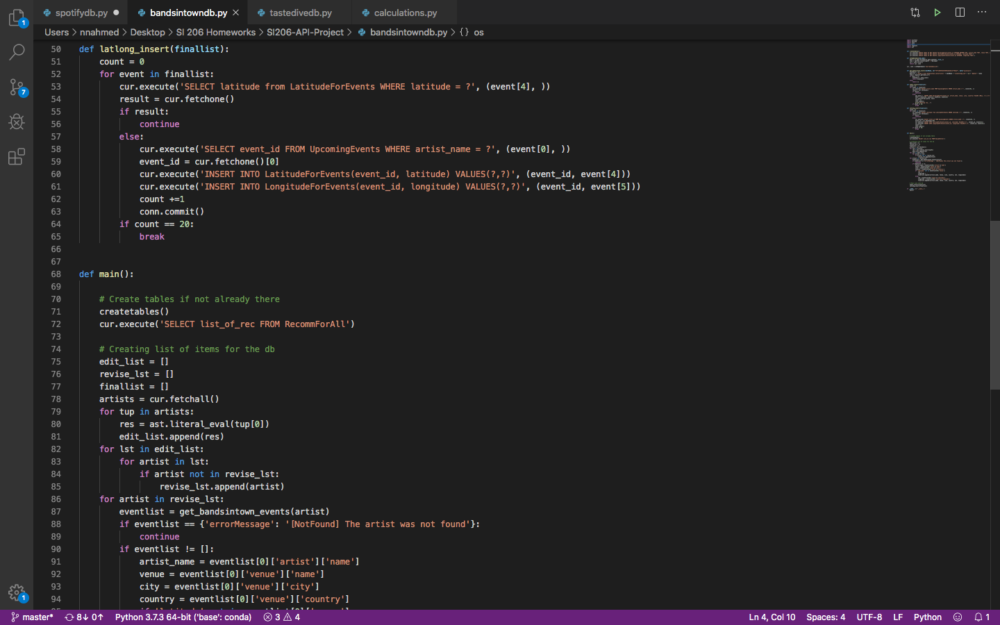 spotifydb.py
bandsintowndb.py
tastedivedb.py
calculations.py
Users > nnahmed > Desktop > SI 206 Homeworks > SI206-API-Project > bandsintowndb.py > {} os
1
7
1
50 def latlong_insert(finallist):
51 count = 0
52 for event in finallist:
53 cur.execute('SELECT latitude from LatitudeForEvents WHERE latitude = ?', (event[4], ))
54 result = cur.fetchone()
55 if result:
56 continue
57 else:
58 cur.execute('SELECT event_id FROM UpcomingEvents WHERE artist_name = ?', (event[0], ))
59 event_id = cur.fetchone()[0]
60 cur.execute('INSERT INTO LatitudeForEvents(event_id, latitude) VALUES(?,?)', (event_id, event[4]))
61 cur.execute('INSERT INTO LongitudeForEvents(event_id, longitude) VALUES(?,?)', (event_id, event[5]))
62 count +=1
63 conn.commit()
64 if count == 20:
65 break
66
67
68 def main():
69
70 # Create tables if not already there
71 createtables()
72 cur.execute('SELECT list_of_rec FROM RecommForAll')
73
74 # Creating list of items for the db
75 edit_list = []
76 revise_lst = []
77 finallist = []
78 artists = cur.fetchall()
79 for tup in artists:
80 res = ast.literal_eval(tup[0])
81 edit_list.append(res)
82 for lst in edit_list:
83 for artist in lst:
84 if artist not in revise_lst:
85 revise_lst.append(artist)
86 for artist in revise_lst:
87 eventlist = get_bandsintown_events(artist)
88 if eventlist == {'errorMessage': '[NotFound] The artist was not found'}:
89 continue
90 if eventlist != []:
91 artist_name = eventlist[0]['artist']['name']
92 venue = eventlist[0]['venue']['name']
93 city = eventlist[0]['venue']['city']
94 country = eventlist[0]['venue']['country']
master* 8↓ 0↑ Python 3.7.3 64-bit ('base': conda) 3 4 Ln 4, Col 10 Spaces: 4 UTF-8 LF Python 1